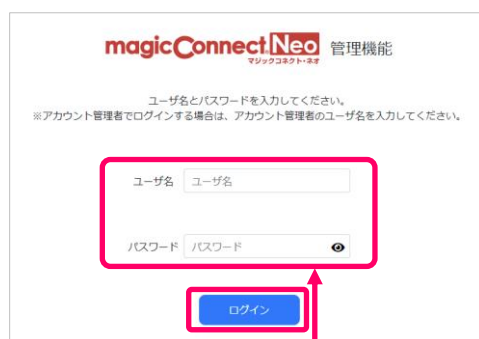 magicConnect Neo 管理機能
マジックコネクト・ネオ
ユーザ名とパスワードを入力してください。
※アカウント管理者でログインする場合は、アカウント管理者のユーザ名を入力してください。
ユーザ名 ユーザ名
パスワード パスワード
ログイン